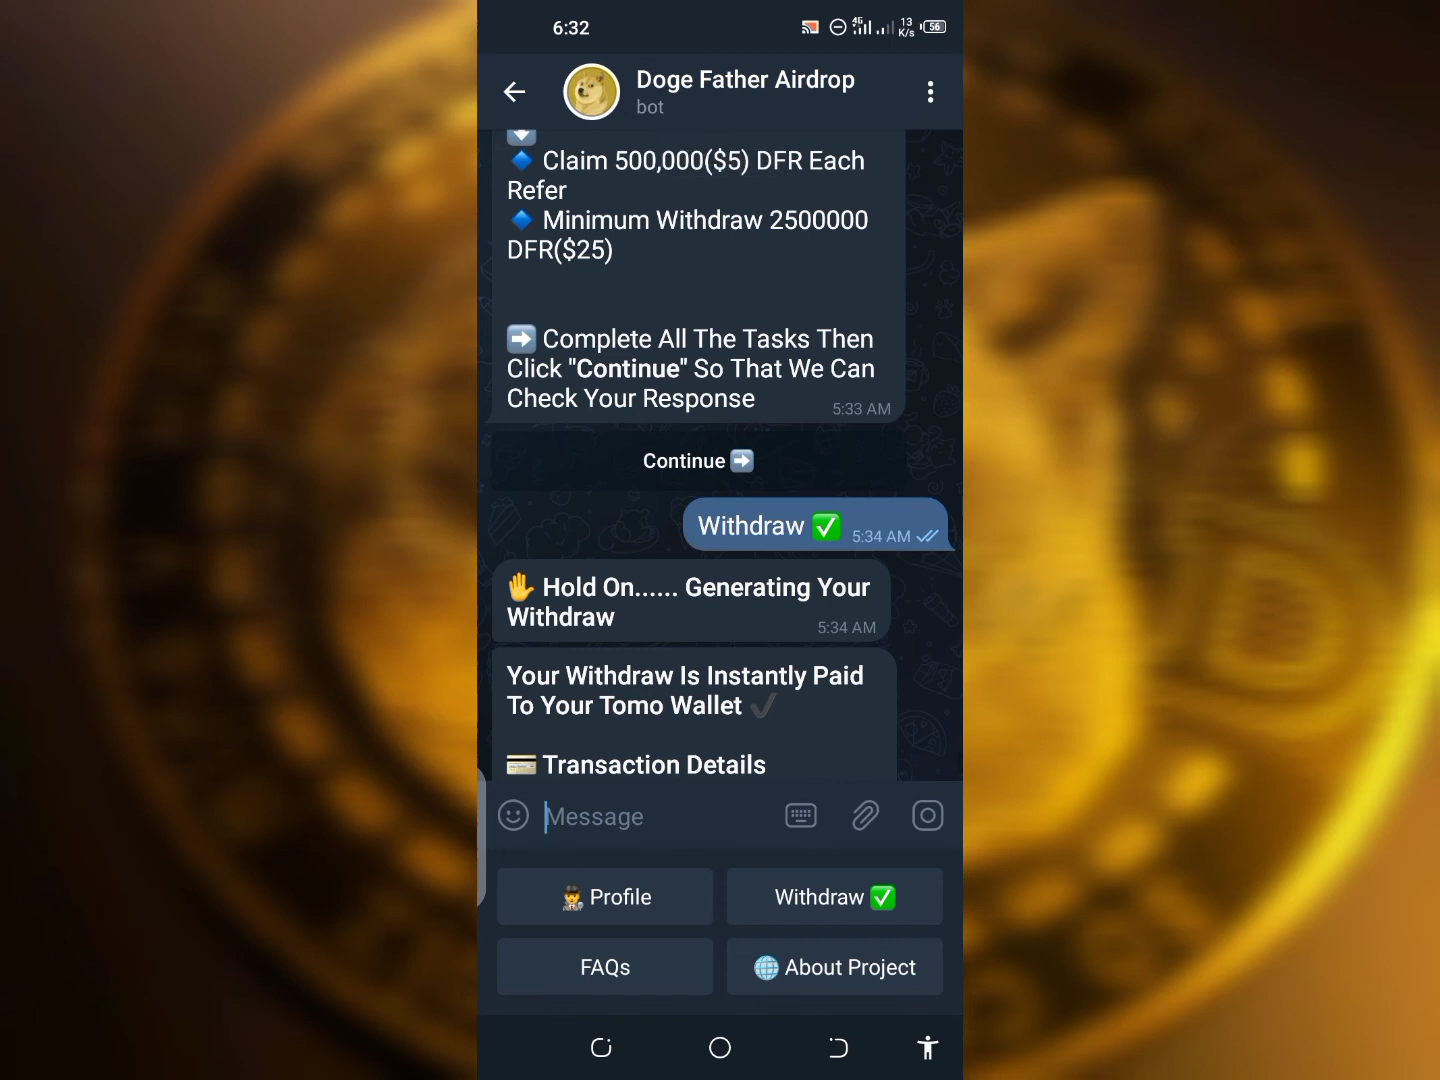 6:32
4G
13
K/s
56
Doge Father Airdrop
bot
🔷 Claim 500,000($5) DFR Each
Refer
🔷 Minimum Withdraw 2500000
DFR($25)
➡️ Complete All The Tasks Then
Click "Continue" So That We Can
Check Your Response
5:33 AM
Continue ➡️
Withdraw ✅ 5:34 AM
✋ Hold On...... Generating Your
Withdraw
5:34 AM
Your Withdraw Is Instantly Paid
To Your Tomo Wallet ✔️
💳 Transaction Details
Message
Profile
Withdraw ✅
FAQs
🌐 About Project